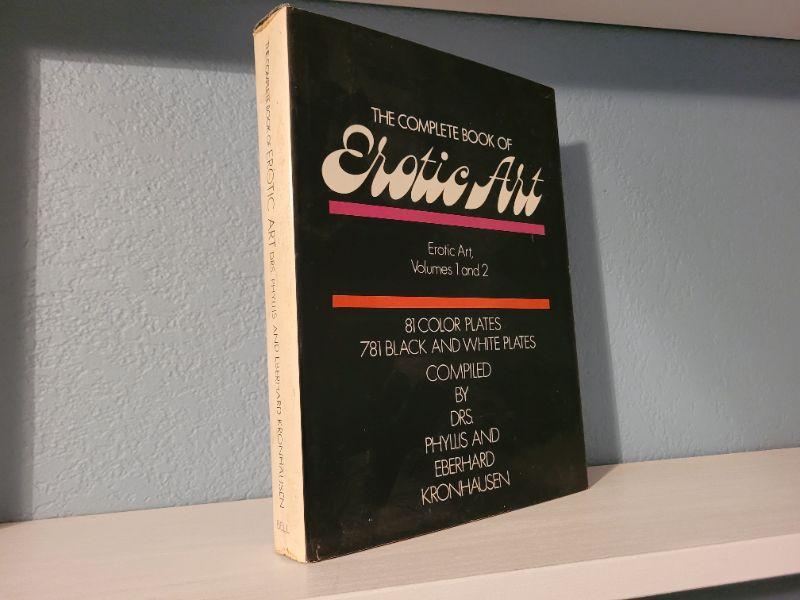 THE COMPLETE BOOK OF
Erotic Art
Erotic Art,
Volumes 1 and 2
81 COLOR PLATES
781 BLACK AND WHITE PLATES
COMPILED
BY
DRS.
PHYLLIS AND
EBERHARD
KRONHAUSEN
THE COMPLETE BOOK OF EROTIC ART DRS. PHYLLIS AND EBERHARD KRONHAUSEN
BELL